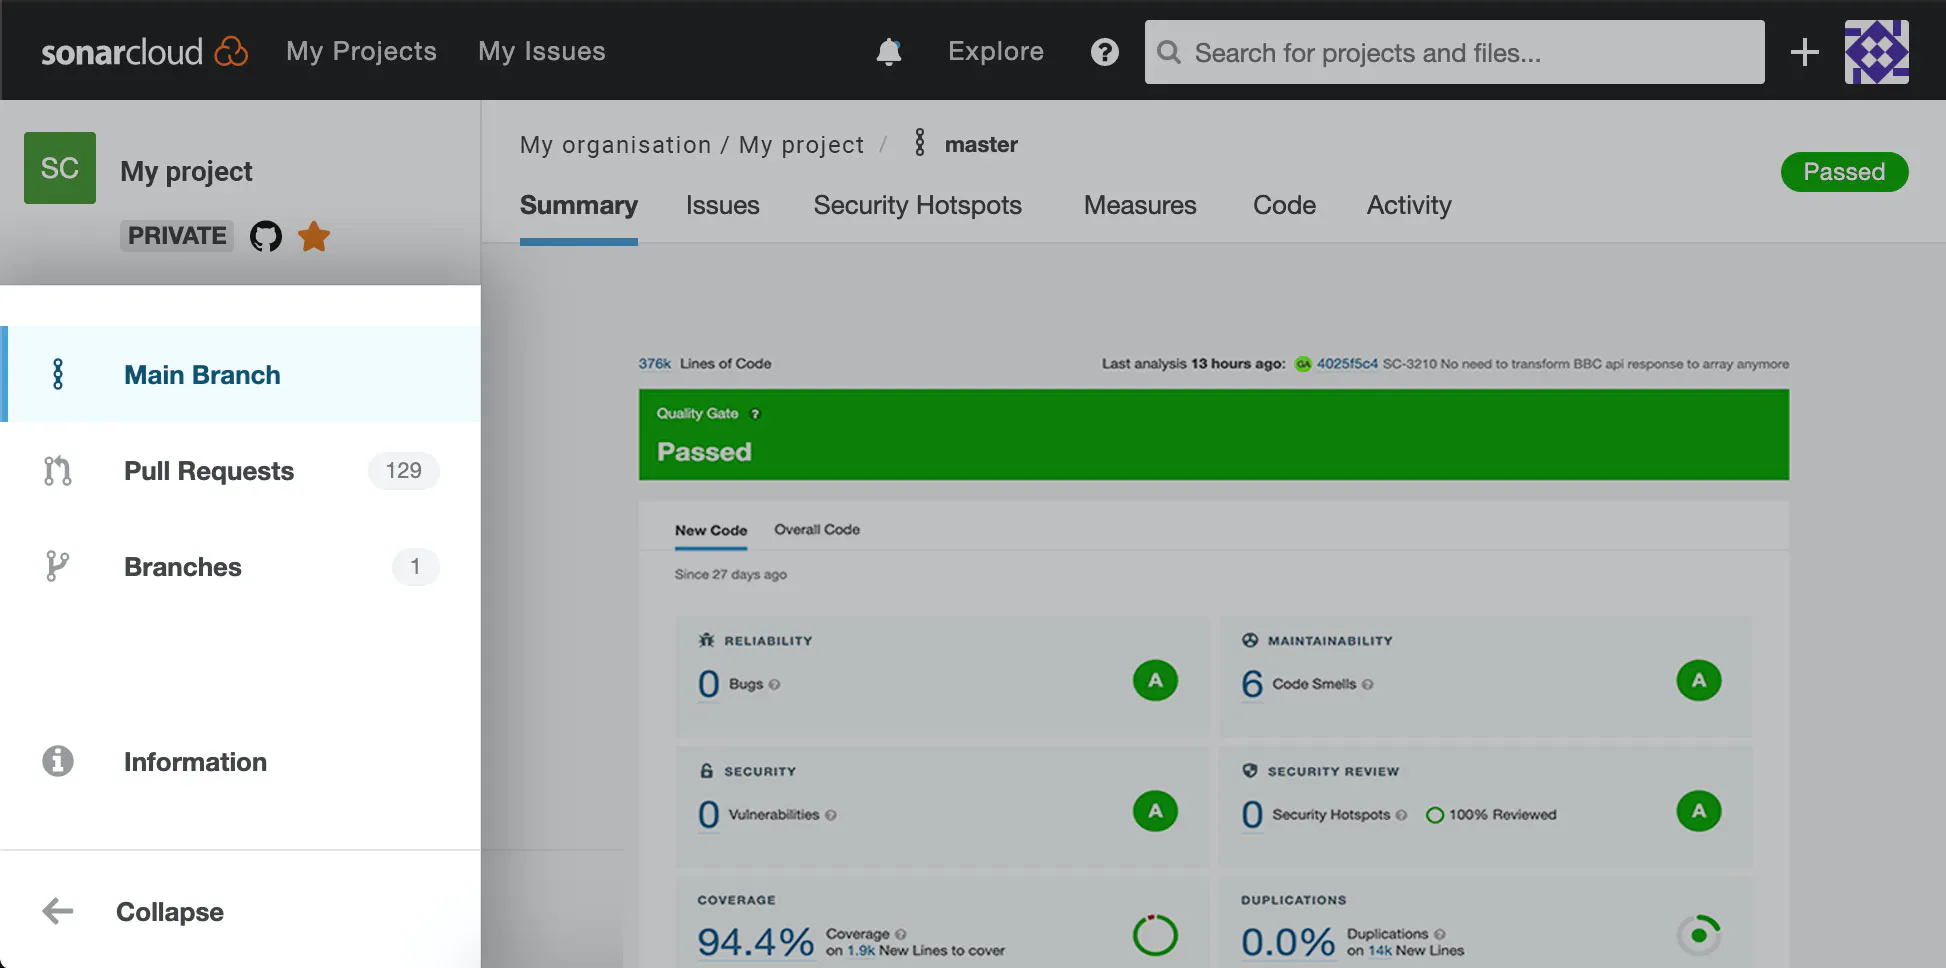 sonarcloud My Projects My Issues Explore ? Search for projects and files... +
SC My project
PRIVATE
My organisation / My project / master
Passed
Summary Issues Security Hotspots Measures Code Activity
Main Branch
Pull Requests 129
Branches 1
Information
Collapse
376k Lines of Code
Last analysis 13 hours ago: GA 4025f5c4 SC-3210 No need to transform BBC api response to array anymore
Quality Gate ?
Passed
New Code Overall Code
Since 27 days ago
RELIABILITY
0 Bugs ? A
MAINTAINABILITY
6 Code Smells ? A
SECURITY
0 Vulnerabilities ? A
SECURITY REVIEW
0 Security Hotspots ? 100% Reviewed A
COVERAGE
94.4% Coverage ?
on 1.9k New Lines to cover
DUPLICATIONS
0.0% Duplications ?
on 14k New Lines